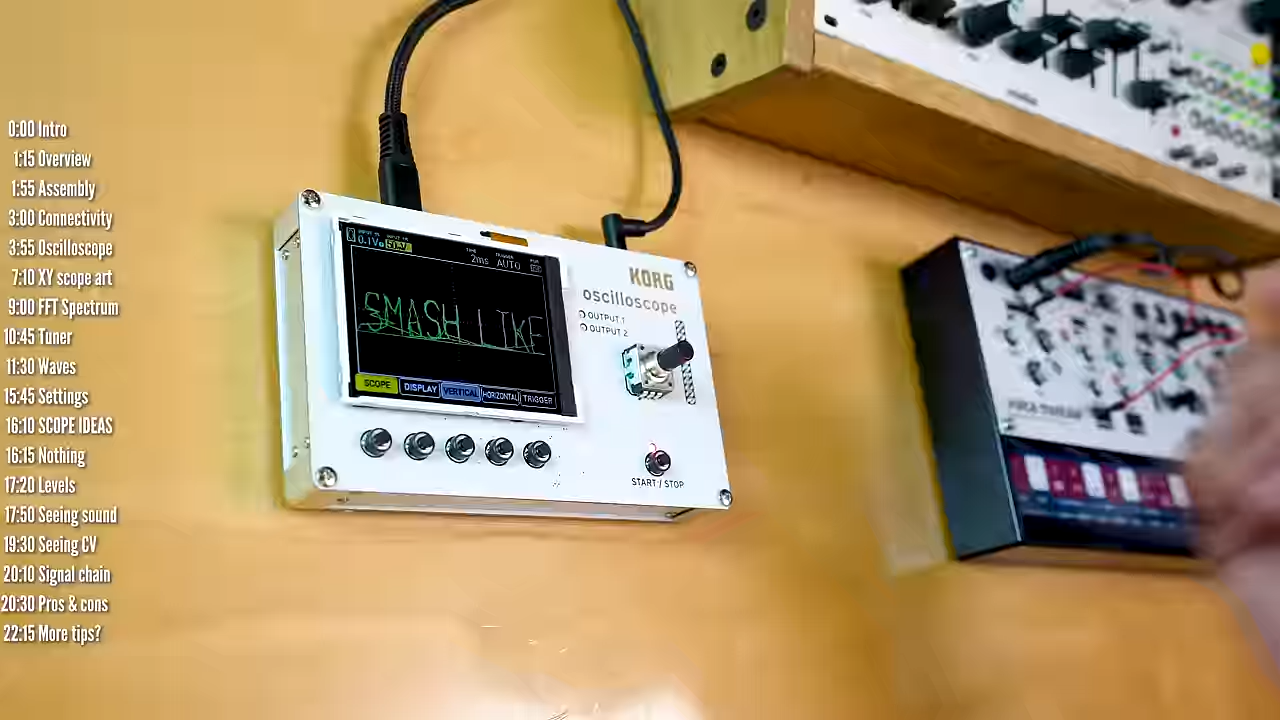 0:00 Intro
1:15 Overview
1:55 Assembly
3:00 Connectivity
3:55 Oscilloscope
7:10 XY scope art
9:00 FFT Spectrum
10:45 Tuner
11:30 Waves
15:45 Settings
16:10 SCOPE IDEAS
16:15 Nothing
17:20 Levels
17:50 Seeing sound
19:30 Seeing CV
20:10 Signal chain
20:30 Pros & cons
22:15 More tips?
0.1V
2ms AUTO
SMASH LIKE
SCOPE DISPLAY VERTICAL HORIZONTAL TRIGGER
KORG
oscilloscope
OUTPUT 1
OUTPUT 2
START / STOP